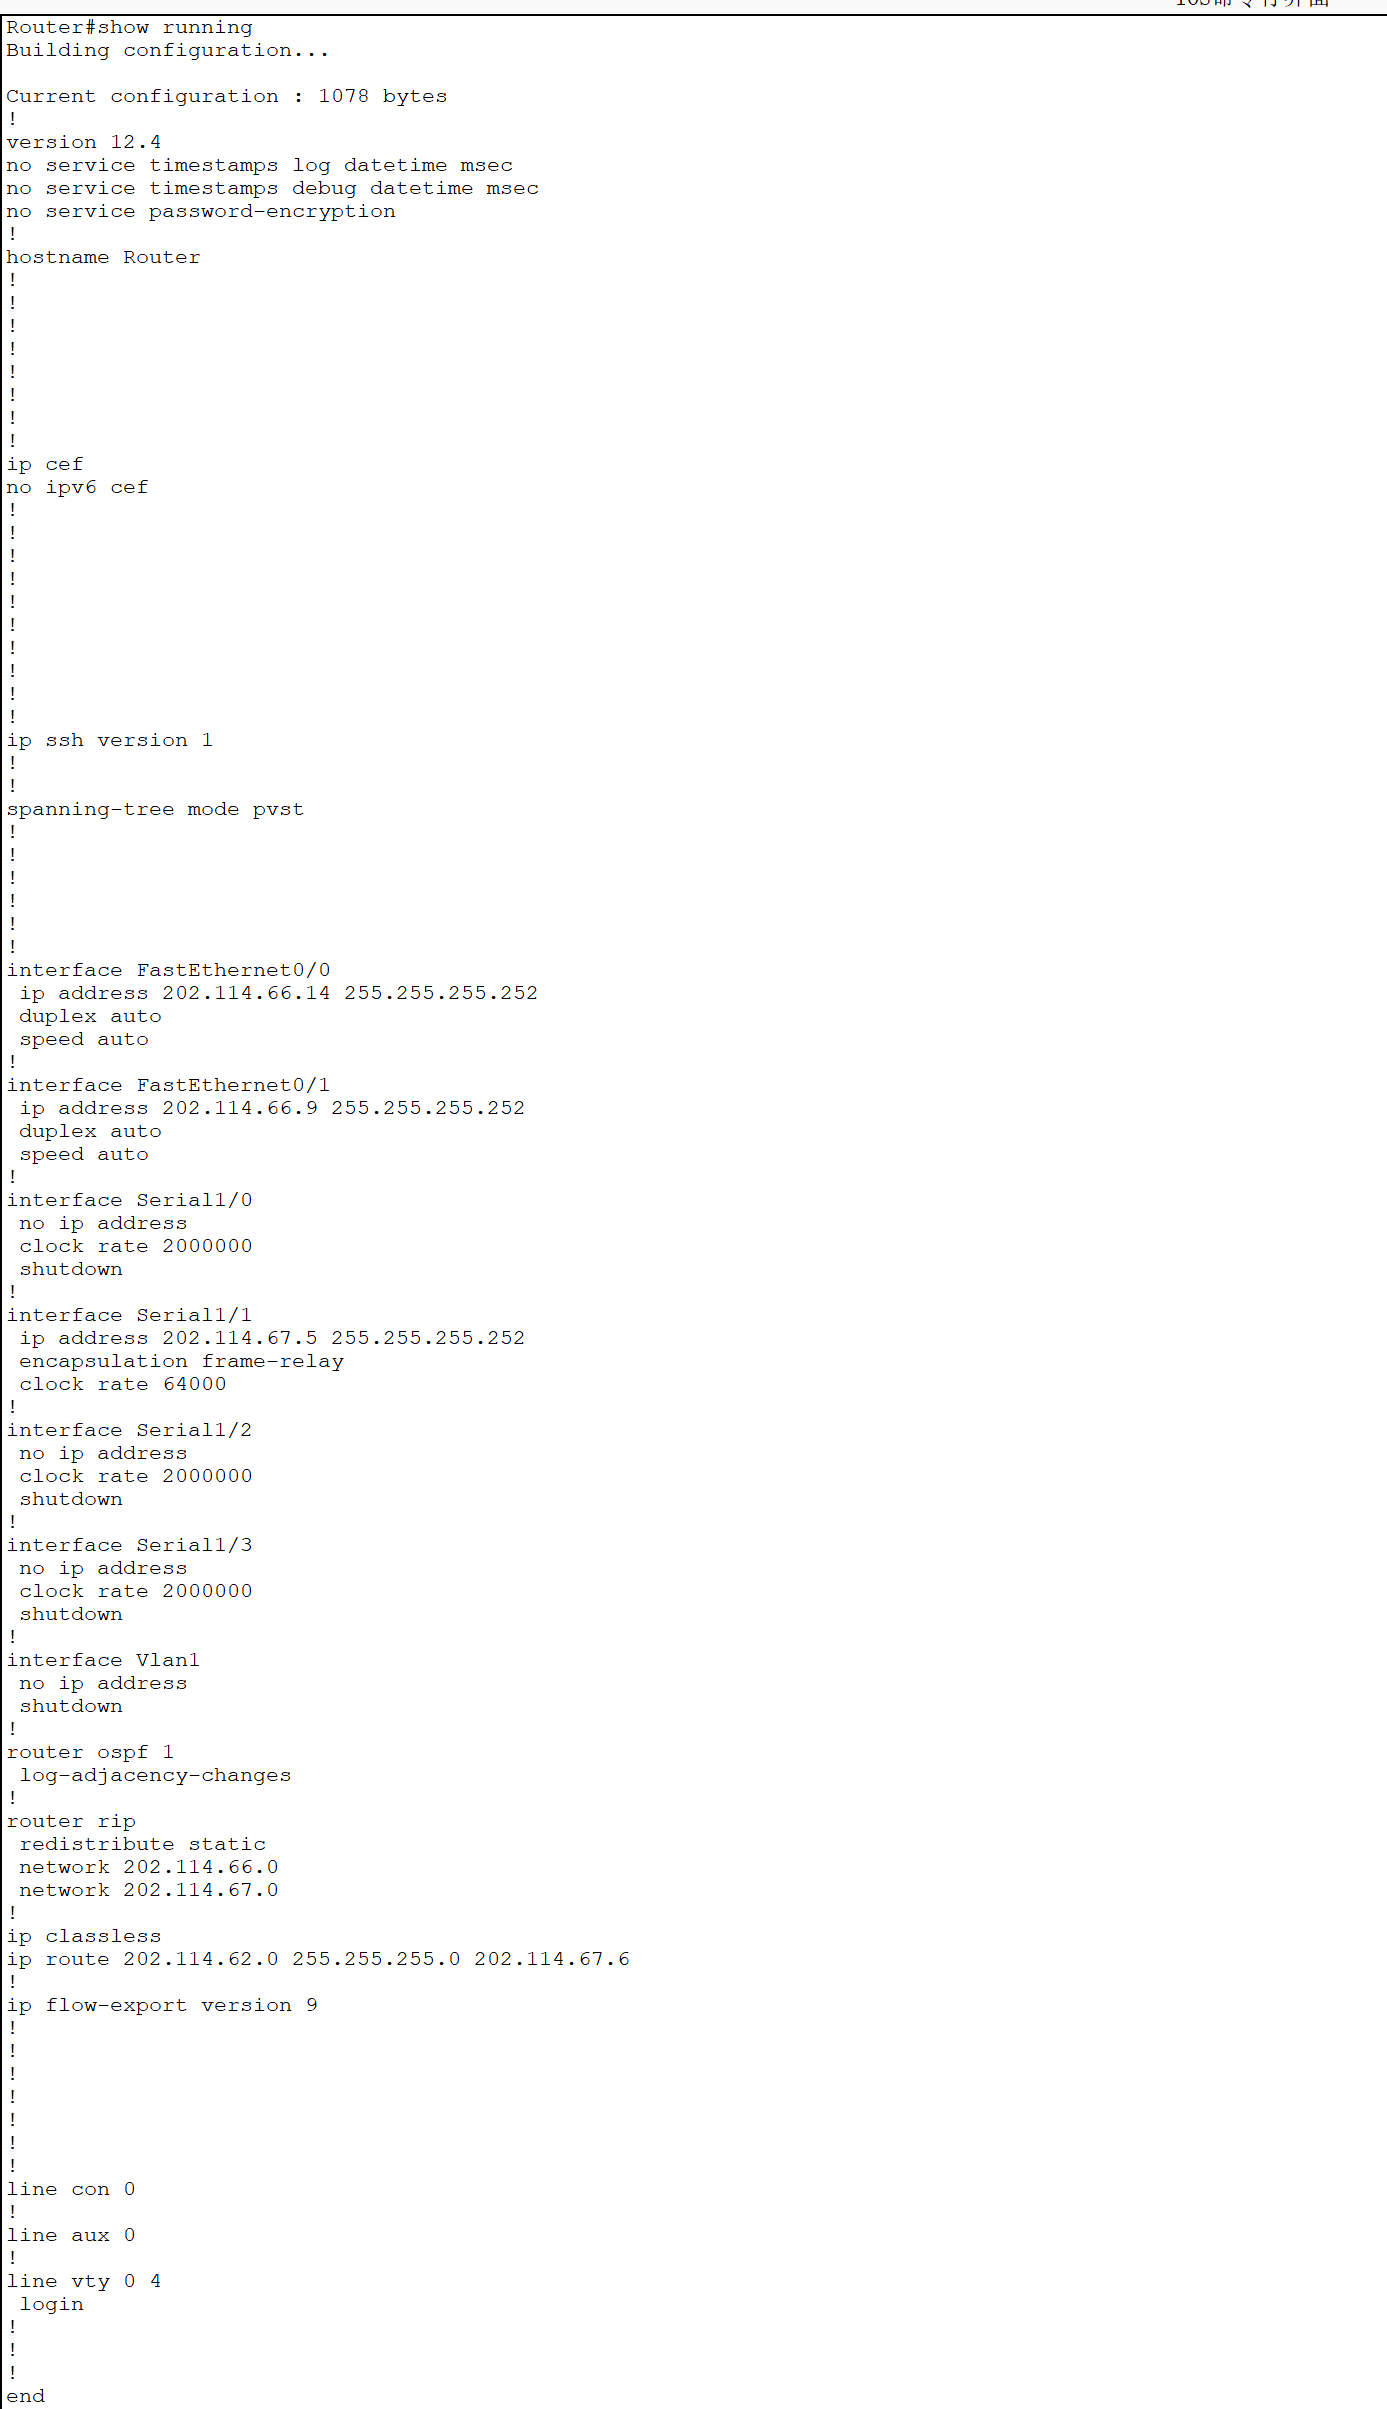 Router#show running
Building configuration...
Current configuration : 1078 bytes
!
version 12.4
no service timestamps log datetime msec
no service timestamps debug datetime msec
no service password-encryption
!
hostname Router
!
!
!
!
!
!
!
!
ip cef
no ipv6 cef
!
!
!
!
!
!
!
!
!
!
ip ssh version 1
!
!
spanning-tree mode pvst
!
!
!
!
!
!
interface FastEthernet0/0
ip address 202.114.66.14 255.255.255.252
duplex auto
speed auto
!
interface FastEthernet0/1
ip address 202.114.66.9 255.255.255.252
duplex auto
speed auto
!
interface Serial1/0
no ip address
clock rate 2000000
shutdown
!
interface Serial1/1
ip address 202.114.67.5 255.255.255.252
encapsulation frame-relay
clock rate 64000
!
interface Serial1/2
no ip address
clock rate 2000000
shutdown
!
interface Serial1/3
no ip address
clock rate 2000000
shutdown
!
interface Vlan1
no ip address
shutdown
!
router ospf 1
log-adjacency-changes
!
router rip
redistribute static
network 202.114.66.0
network 202.114.67.0
!
ip classless
ip route 202.114.62.0 255.255.255.0 202.114.67.6
!
ip flow-export version 9
!
!
!
!
!
!
!
line con 0
!
line aux 0
!
line vty 0 4
login
!
!
!
end